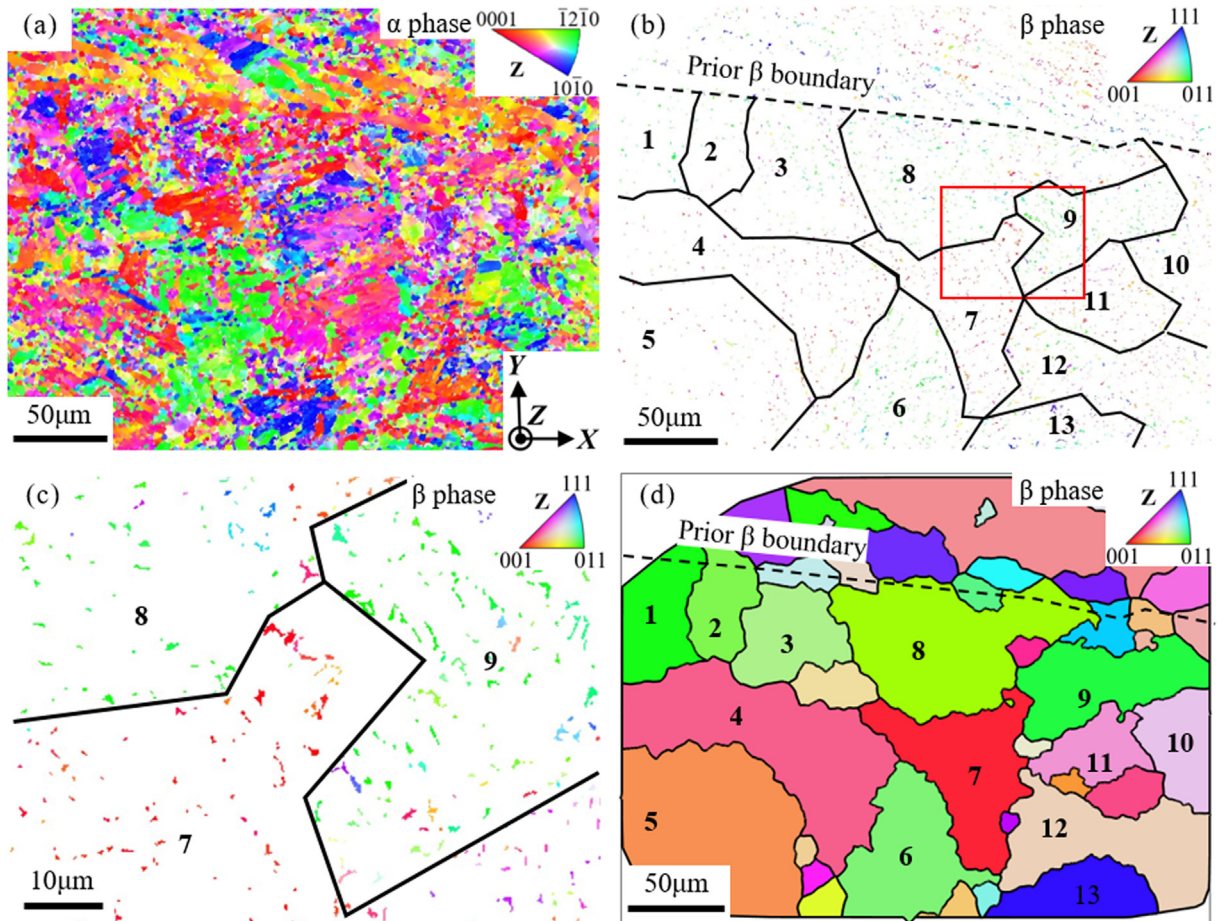 (a)
α phase
0001
1̄21̄0
Z
101̄0
50μm
Y
Z
X
(b)
β phase
111
Z
001
011
Prior β boundary
1
2
3
8
9
4
10
11
7
5
12
6
13
50μm
(c)
β phase
111
Z
001
011
8
9
7
10μm
(d)
β phase
111
Z
001
011
Prior β boundary
1
2
3
8
9
4
10
11
7
5
12
6
13
50μm